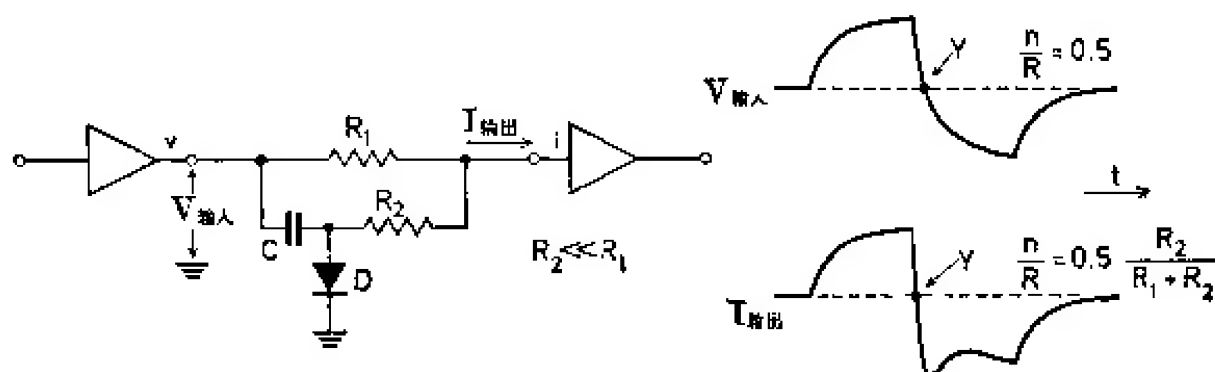 v
V输入
R₁
I输出
i
C
R₂
D
R₂<<R₁
V输入
Y
n/R = 0.5
t
I输出
Y
n/R = 0.5 R₂/(R₁ + R₂)